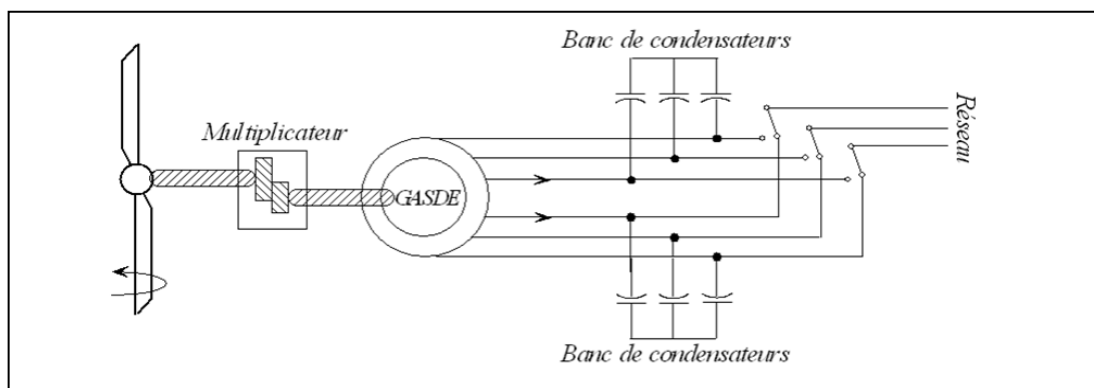 Banc de condensateurs
Multiplicateur
Réseau
GASDE
Banc de condensateurs